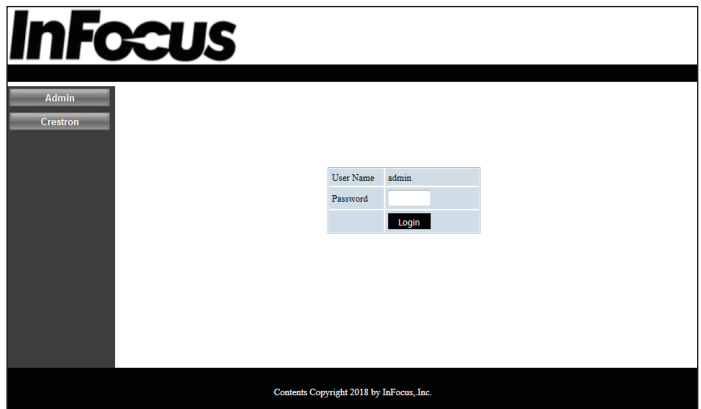 InFocus
Admin
Crestron
User Name admin
Password
Login
Contents Copyright 2018 by InFocus,.Inc.